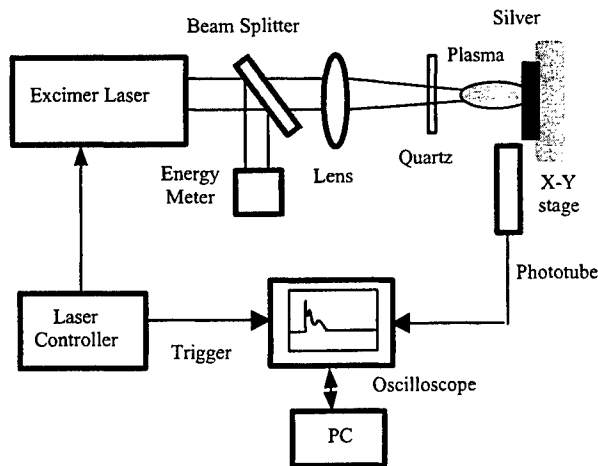 Silver
Beam Splitter
Plasma
Excimer Laser
Quartz
Energy
Meter
Lens
X-Y
stage
Phototube
Laser
Controller
Trigger
Oscilloscope
PC